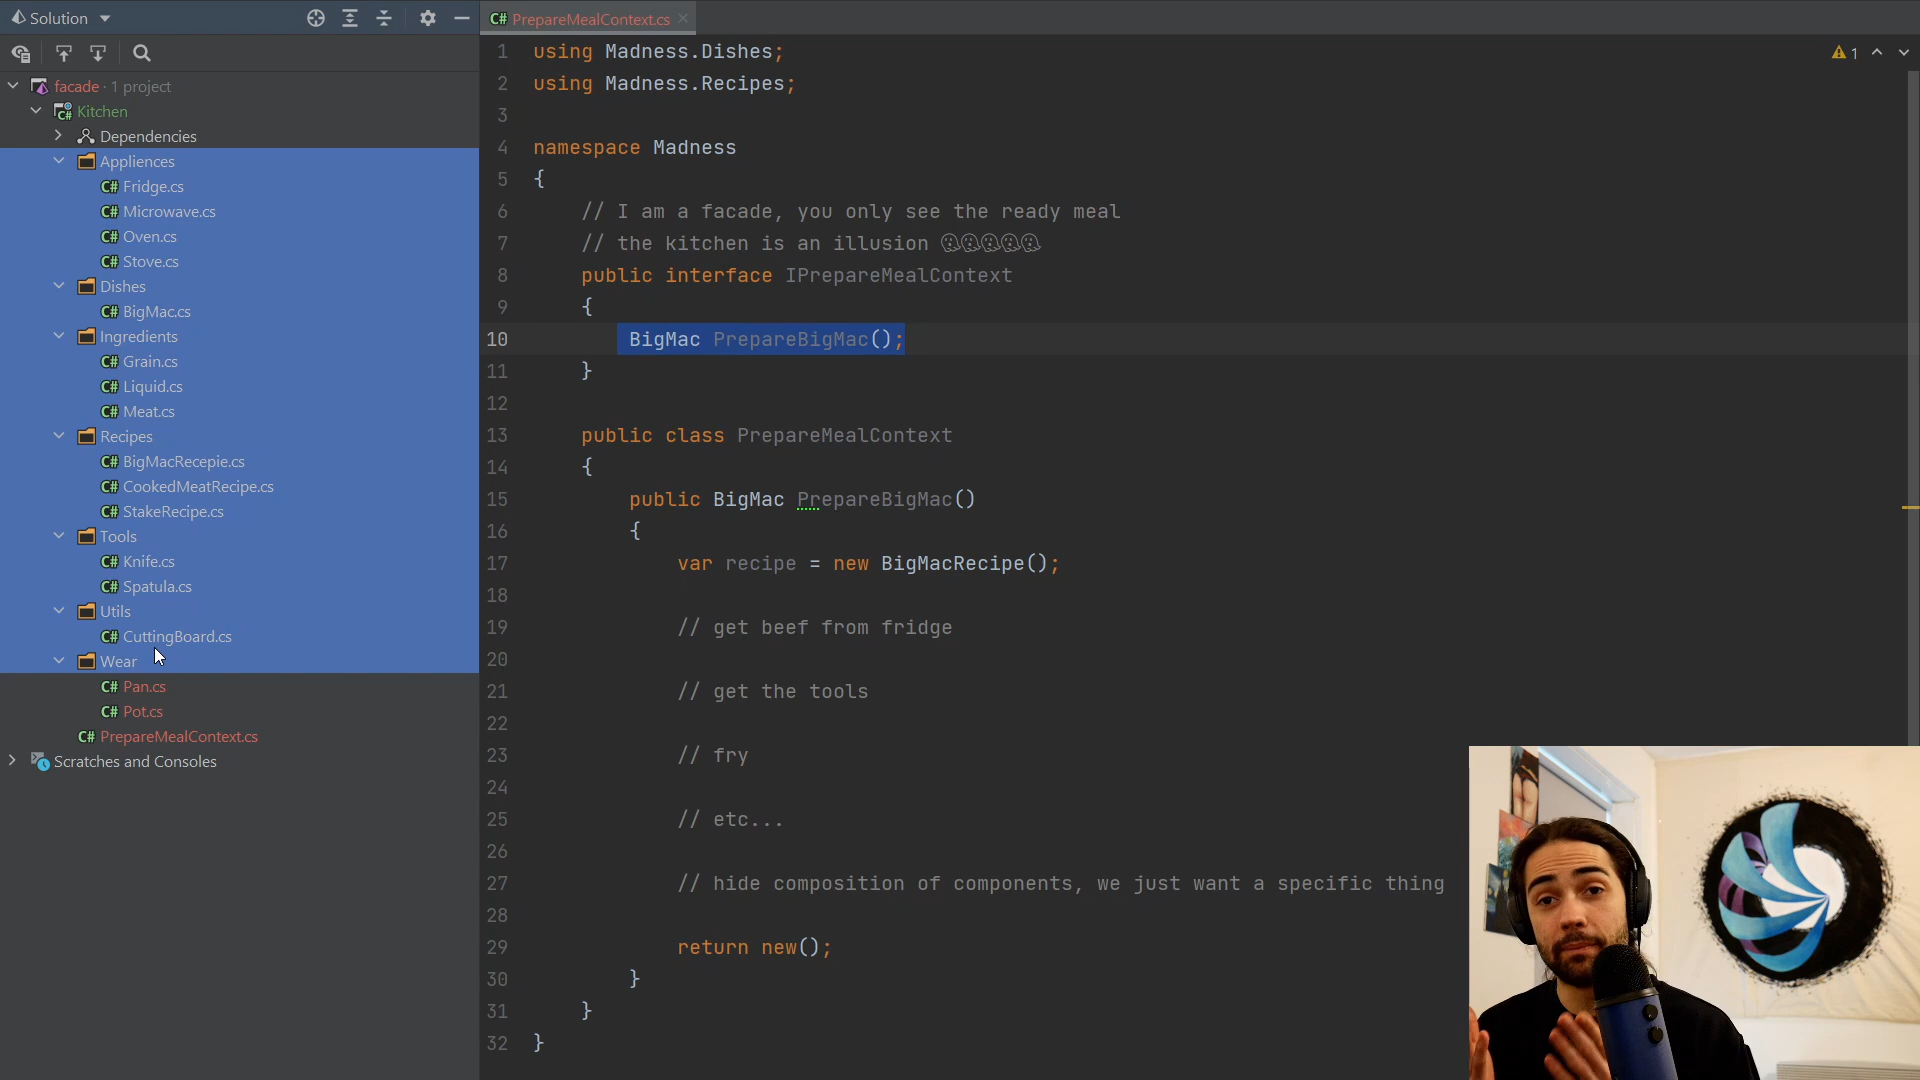 Solution
facade · 1 project
Kitchen
Dependencies
Appliences
C# Fridge.cs
C# Microwave.cs
C# Oven.cs
C# Stove.cs
Dishes
C# BigMac.cs
Ingredients
C# Grain.cs
C# Liquid.cs
C# Meat.cs
Recipes
C# BigMacRecepie.cs
C# CookedMeatRecipe.cs
C# StakeRecipe.cs
Tools
C# Knife.cs
C# Spatula.cs
Utils
C# CuttingBoard.cs
Wear
C# Pan.cs
C# Pot.cs
C# PrepareMealContext.cs
Scratches and Consoles
C# PrepareMealContext.cs
1
1 using Madness.Dishes;
2 using Madness.Recipes;
3
4 namespace Madness
5 {
6 // I am a facade, you only see the ready meal
7 // the kitchen is an illusion
8 public interface IPrepareMealContext
9 {
10 BigMac PrepareBigMac();
11 }
12
13 public class PrepareMealContext
14 {
15 public BigMac PrepareBigMac()
16 {
17 var recipe = new BigMacRecipe();
18
19 // get beef from fridge
20
21 // get the tools
22
23 // fry
24
25 // etc...
26
27 // hide composition of components, we just want a specific thing
28
29 return new();
30 }
31 }
32 }